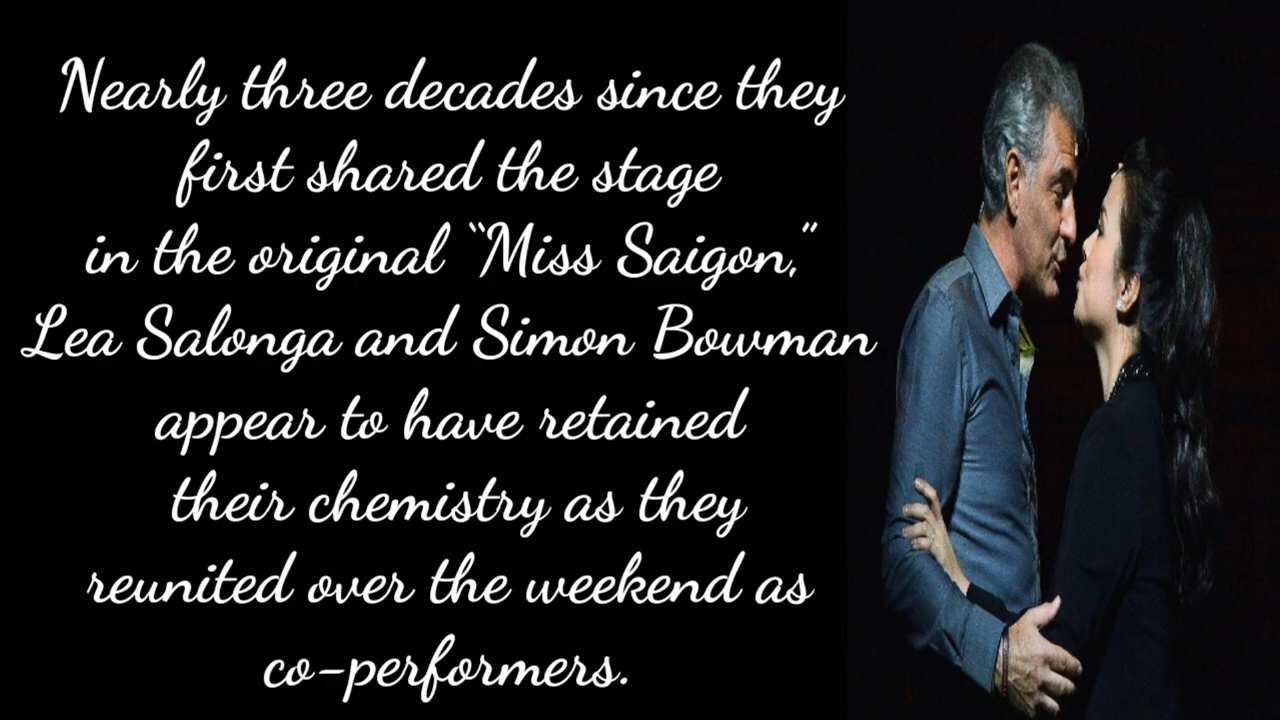 Nearly three decades since they
first shared the stage
in the original “Miss Saigon,”
Lea Salonga and Simon Bowman
appear to have retained
their chemistry as they
reunited over the weekend as
co-performers.